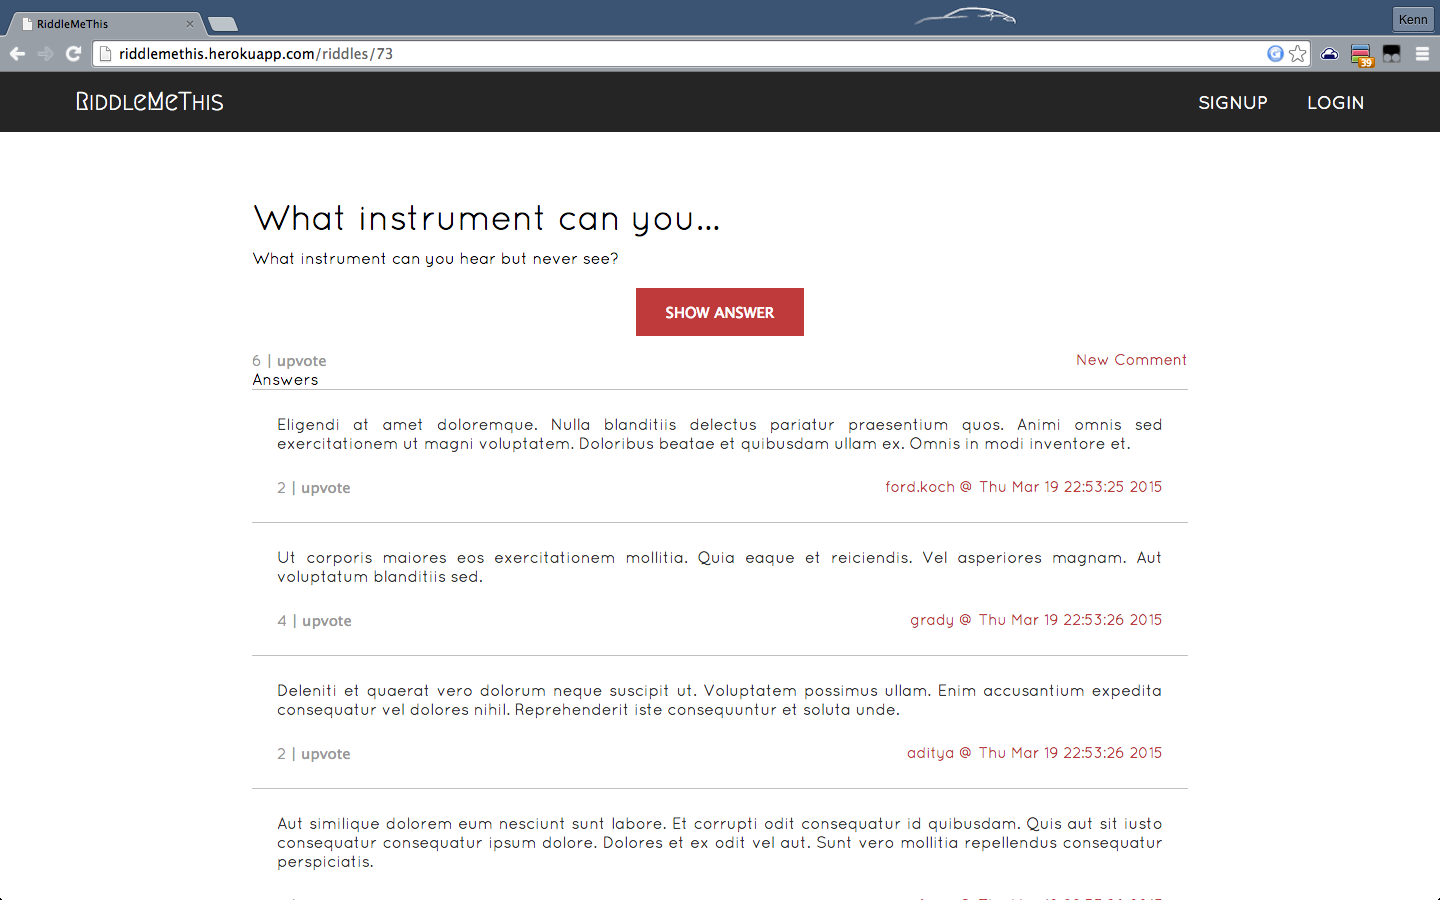 RiddleMeThis
Kenn
riddlemethis.herokuapp.com/riddles/73
39
RIDDLEMETHIS
SIGNUP
LOGIN
What instrument can you...
What instrument can you hear but never see?
SHOW ANSWER
6 | upvote
New Comment
Answers
Eligendi at amet doloremque. Nulla blanditiis delectus pariatur praesentium quos. Animi omnis sed
exercitationem ut magni voluptatem. Doloribus beatae et quibusdam ullam ex. Omnis in modi inventore et.
2 | upvote
ford.koch @ Thu Mar 19 22:53:25 2015
Ut corporis maiores eos exercitationem mollitia. Quia eaque et reiciendis. Vel asperiores magnam. Aut
voluptatum blanditiis sed.
4 | upvote
grady @ Thu Mar 19 22:53:26 2015
Deleniti et quaerat vero dolorum neque suscipit ut. Voluptatem possimus ullam. Enim accusantium expedita
consequatur vel dolores nihil. Reprehenderit iste consequuntur et soluta unde.
2 | upvote
aditya @ Thu Mar 19 22:53:26 2015
Aut similique dolorem eum nesciunt sunt labore. Et corrupti odit consequatur id quibusdam. Quis aut sit iusto
consequatur consequatur ipsum dolore. Dolores et ex odit vel aut. Sunt vero mollitia repellendus consequatur
perspiciatis.